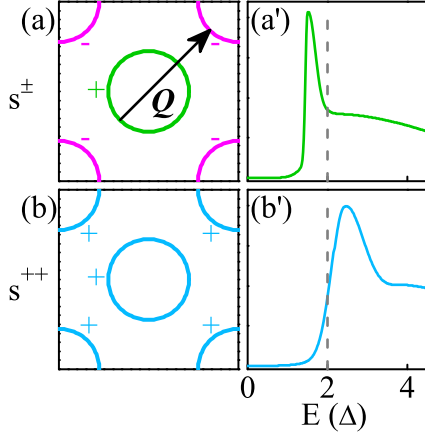 (a) (a')
s±
+
Q
- - - -
(b) (b')
s++
+ + + + +
0 2 4
E (Δ)